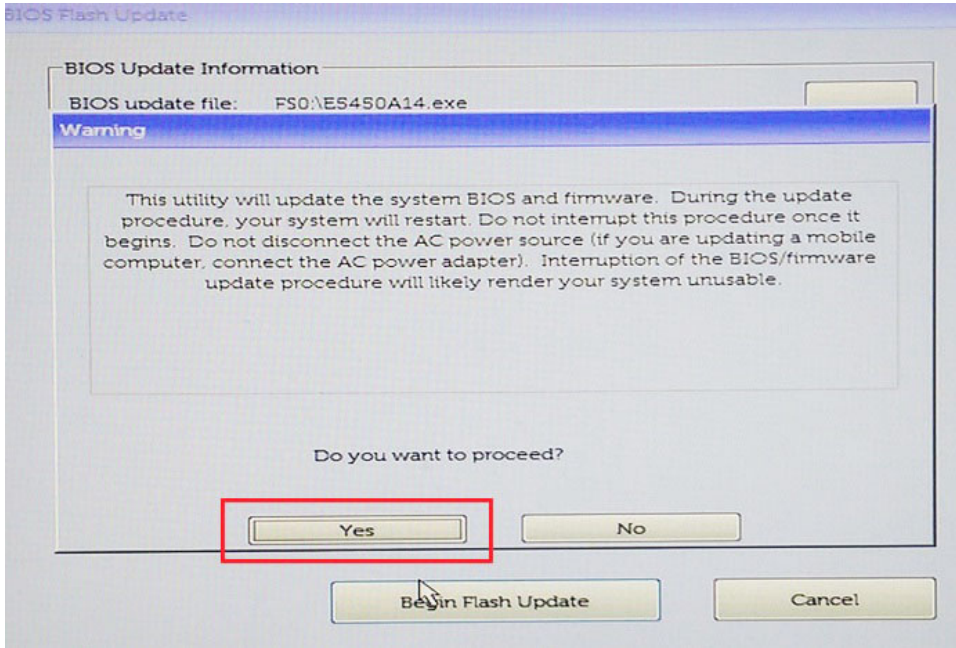 BIOS Flash Update
BIOS Update Information
BIOS update file: FS0:\E5450A14.exe
Warning
This utility will update the system BIOS and firmware. During the update
procedure, your system will restart. Do not interrupt this procedure once it
begins. Do not disconnect the AC power source (if you are updating a mobile
computer, connect the AC power adapter). Interruption of the BIOS/firmware
update procedure will likely render your system unusable.
Do you want to proceed?
Yes No
Begin Flash Update Cancel